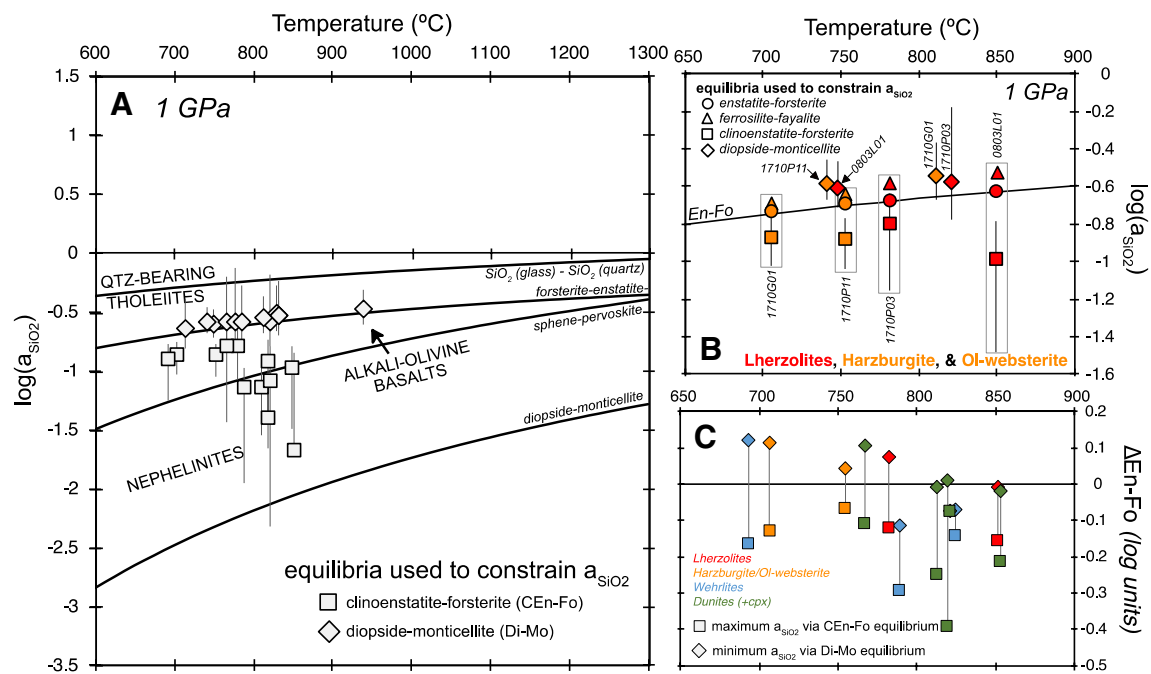 Temperature (ºC)
600 700 800 900 1000 1100 1200 1300
1.5
1
0.5
0
-0.5
-1
-1.5
-2
-2.5
-3
-3.5
log(aSiO2)
A 1 GPa
QTZ-BEARING
THOLEIITES
SiO2 (glass) - SiO2 (quartz)
forsterite-enstatite
sphene-pervoskite
ALKALI-OLIVINE
BASALTS
diopside-monticellite
NEPHELINITES
equilibria used to constrain aSiO2
clinoenstatite-forsterite (CEn-Fo)
diopside-monticellite (Di-Mo)
Temperature (ºC)
650 700 750 800 850 900
0
-0.2
-0.4
-0.6
-0.8
-1
-1.2
-1.4
-1.6
log(aSiO2)
equilibria used to constrain aSiO2
1 GPa
enstatite-forsterite
ferrosilite-fayalite
clinoenstatite-forsterite
diopside-monticellite
1710P11
0803L01
1710G01
1710P03
0803L01
En-Fo
1710G01
1710P11
1710P03
B
Lherzolites, Harzburgite, & Ol-websterite
650 700 750 800 850 900
0.2
0.1
0
-0.1
-0.2
-0.3
-0.4
-0.5
ΔEn-Fo (log units)
C
Lherzolites
Harzburgite/Ol-websterite
Wehrlites
Dunites (+cpx)
maximum aSiO2 via CEn-Fo equilibrium
minimum aSiO2 via Di-Mo equilibrium